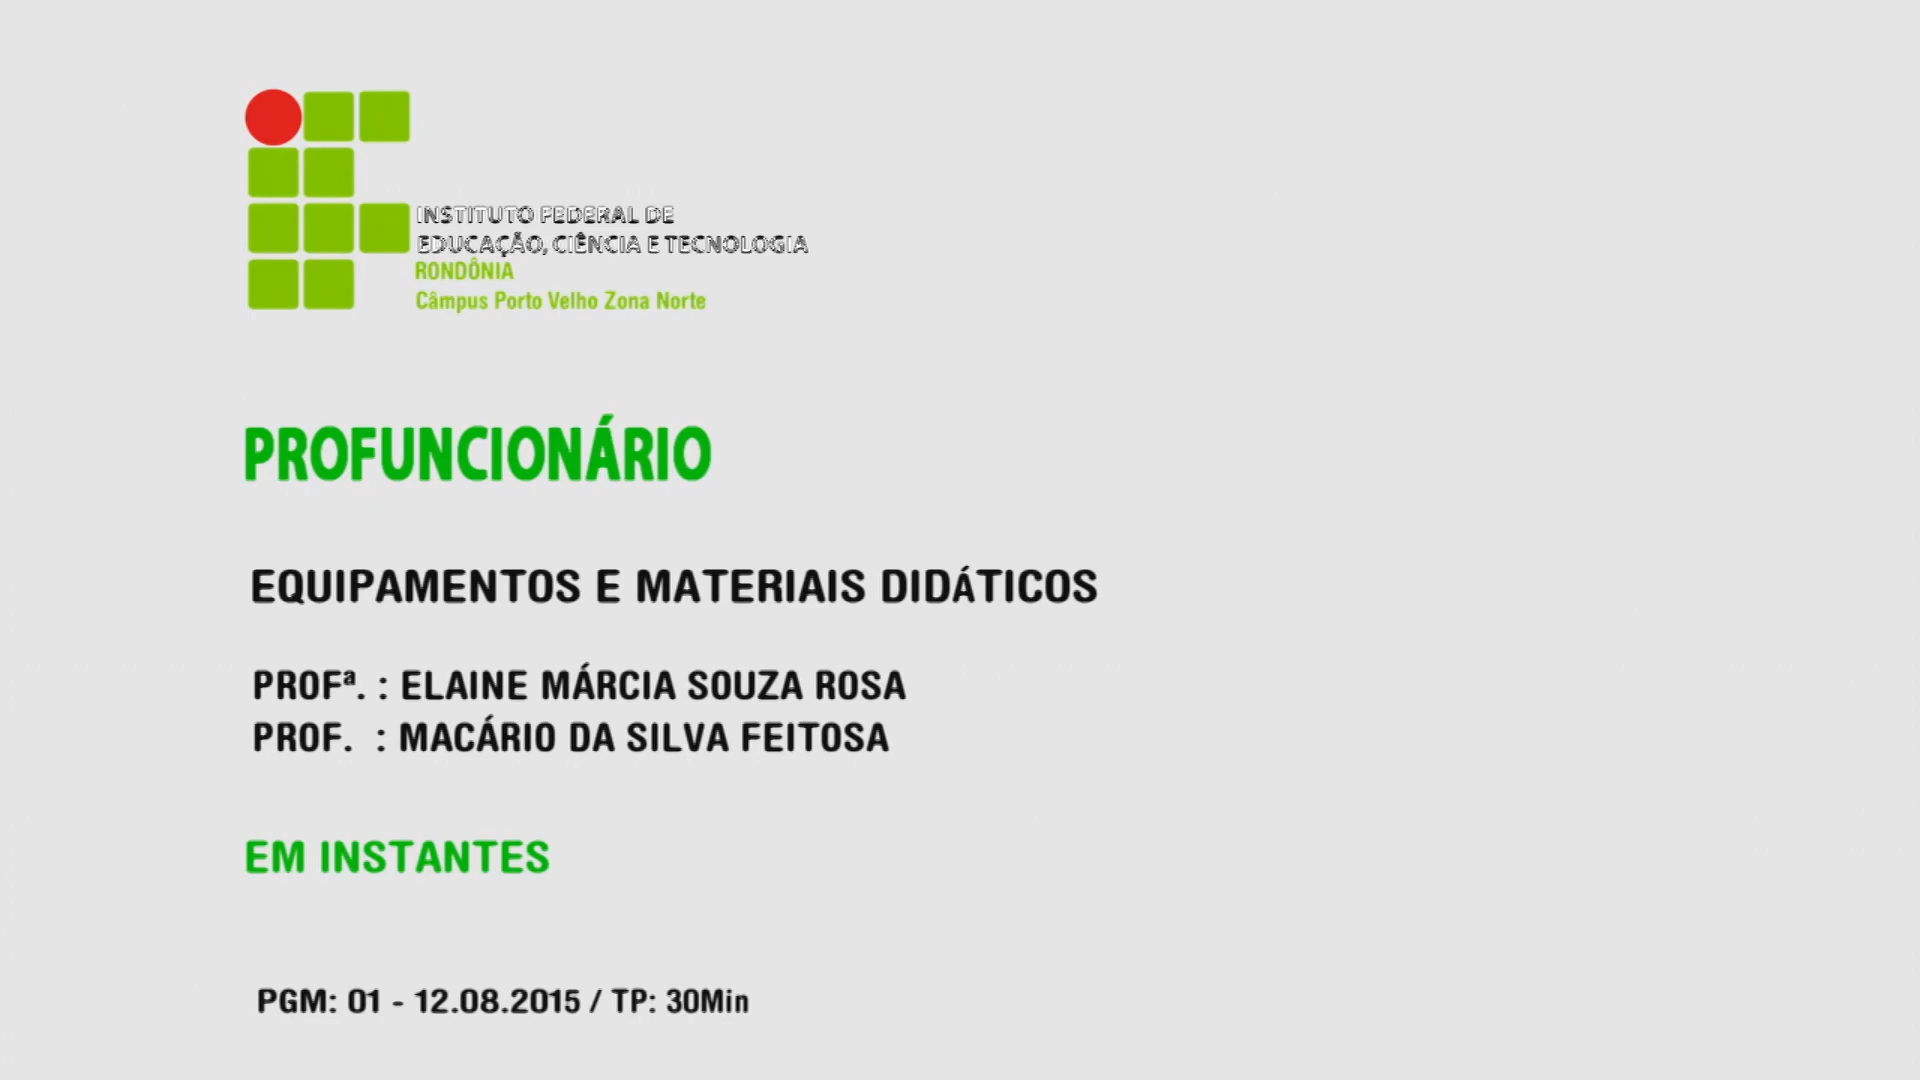 INSTITUTO FEDERAL DE
EDUCAÇÃO, CIÊNCIA E TECNOLOGIA
RONDÔNIA
Câmpus Porto Velho Zona Norte
PROFUNCIONÁRIO
EQUIPAMENTOS E MATERIAIS DIDÁTICOS
PROFª. : ELAINE MÁRCIA SOUZA ROSA
PROF. : MACÁRIO DA SILVA FEITOSA
EM INSTANTES
PGM: 01 - 12.08.2015 / TP: 30Min